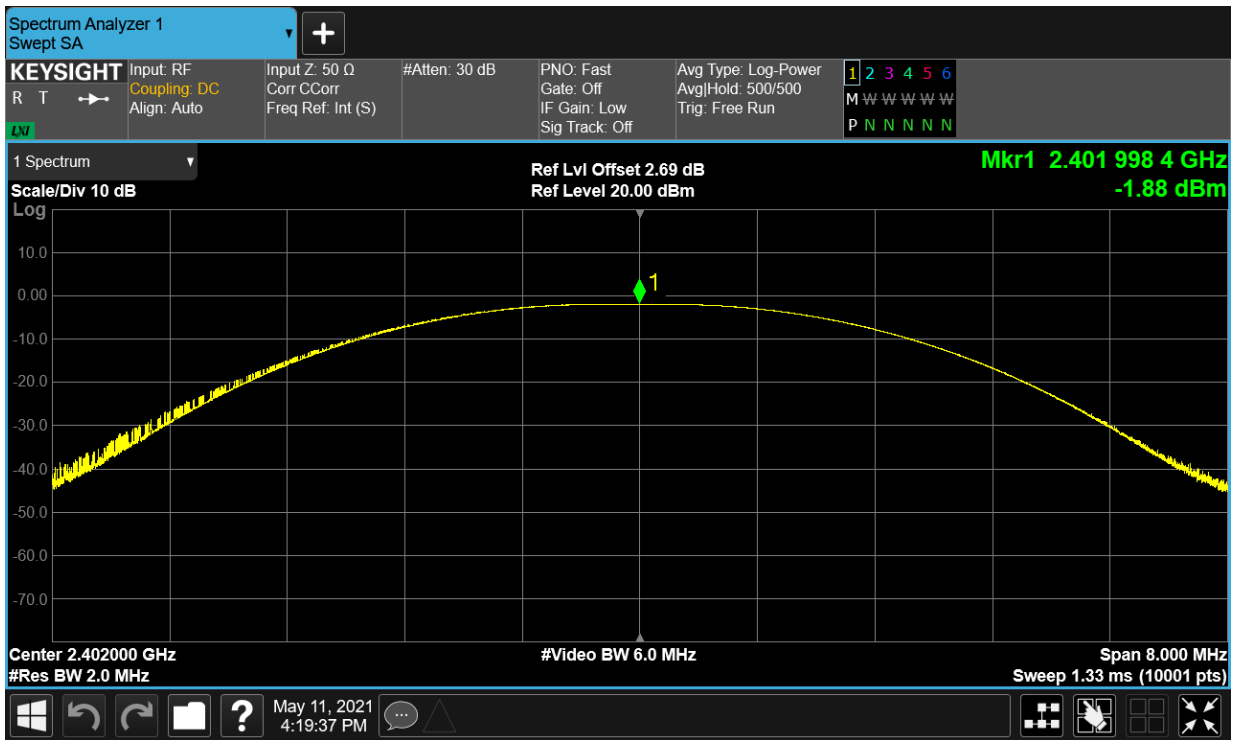 Spectrum Analyzer 1
Swept SA
+
KEYSIGHT
R T
LXI
Input: RF
Coupling: DC
Align: Auto
Input Z: 50 Ω
Corr CCorr
Freq Ref: Int (S)
#Atten: 30 dB
PNO: Fast
Gate: Off
IF Gain: Low
Sig Track: Off
Avg Type: Log-Power
Avg|Hold: 500/500
Trig: Free Run
1 2 3 4 5 6
M W W W W W
P N N N N N
1 Spectrum
Scale/Div 10 dB
Ref Lvl Offset 2.69 dB
Ref Level 20.00 dBm
Mkr1 2.401 998 4 GHz
-1.88 dBm
Log
10.0
0.00
-10.0
-20.0
-30.0
-40.0
-50.0
-60.0
-70.0
1
Center 2.402000 GHz
#Res BW 2.0 MHz
#Video BW 6.0 MHz
Span 8.000 MHz
Sweep 1.33 ms (10001 pts)
?
May 11, 2021
4:19:37 PM